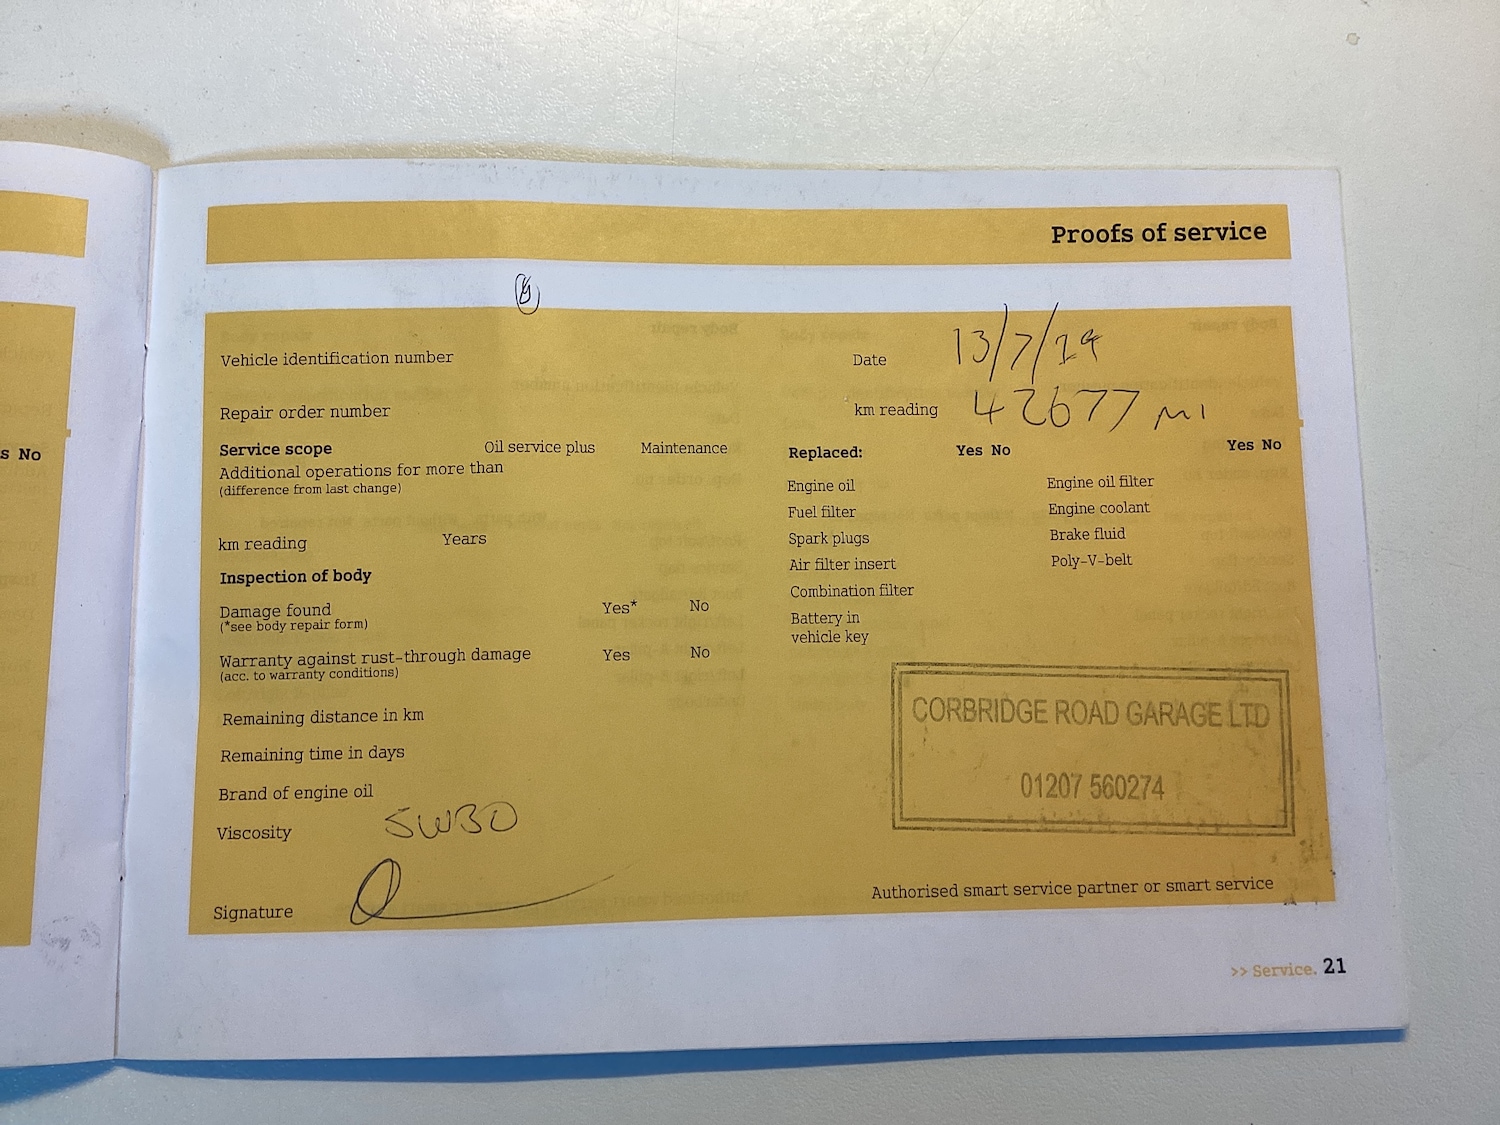 s No
Proofs of service
Vehicle identification number
Date 13/7/19
Repair order number
km reading 42677 MI
Service scope Oil service plus Maintenance
Additional operations for more than
(difference from last change)
km reading Years
Inspection of body
Damage found Yes* No
(*see body repair form)
Warranty against rust-through damage Yes No
(acc. to warranty conditions)
Remaining distance in km
Remaining time in days
Brand of engine oil
Viscosity 5W30
Signature
Replaced: Yes No Yes No
Engine oil Engine oil filter
Fuel filter Engine coolant
Spark plugs Brake fluid
Air filter insert Poly-V-belt
Combination filter
Battery in
vehicle key
CORBRIDGE ROAD GARAGE LTD
01207 560274
Authorised smart service partner or smart service
>> Service. 21